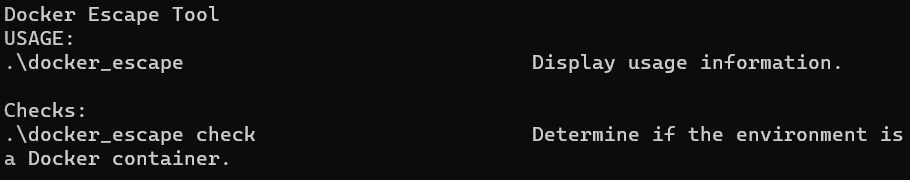 Docker Escape Tool
USAGE:
.\docker_escape                             Display usage information.

Checks:
.\docker_escape check                       Determine if the environment is
a Docker container.